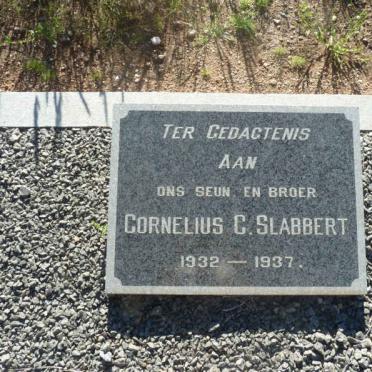 TER GEDACTENIS
AAN
ONS SEUN EN BROER
CORNELIUS C. SLABBERT
1932 — 1937.